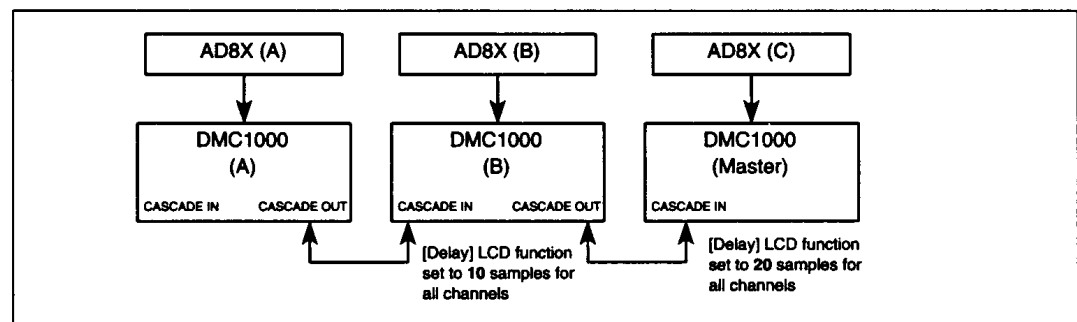 AD8X (A)
AD8X (B)
AD8X (C)
DMC1000
(A)
CASCADE IN
CASCADE OUT
DMC1000
(B)
CASCADE IN
CASCADE OUT
DMC1000
(Master)
CASCADE IN
[Delay] LCD function
set to 10 samples for
all channels
[Delay] LCD function
set to 20 samples for
all channels